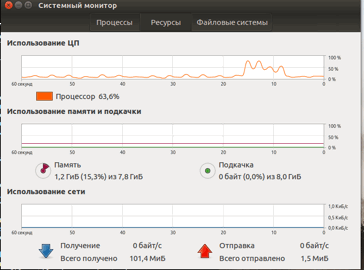 Системный монитор
Процессы Ресурсы Файловые системы
Использование ЦП
100 %
50 %
0 %
60 секунд 50 40 30 20 10 0
Процессор 63,6%
Использование памяти и подкачки
100 %
50 %
0 %
60 секунд 50 40 30 20 10 0
Память Подкачка
1,2 ГиБ (15,3%) из 7,8 ГиБ 0 байт (0,0%) из 8,0 ГиБ
Использование сети
1,0 КиБ/с
0,5 КиБ/с
0,0 КиБ/с
60 секунд 50 40 30 20 10 0
Получение 0 байт/с Отправка 0 байт/с
Всего получено 101,4 МиБ Всего отправлено 1,5 МиБ